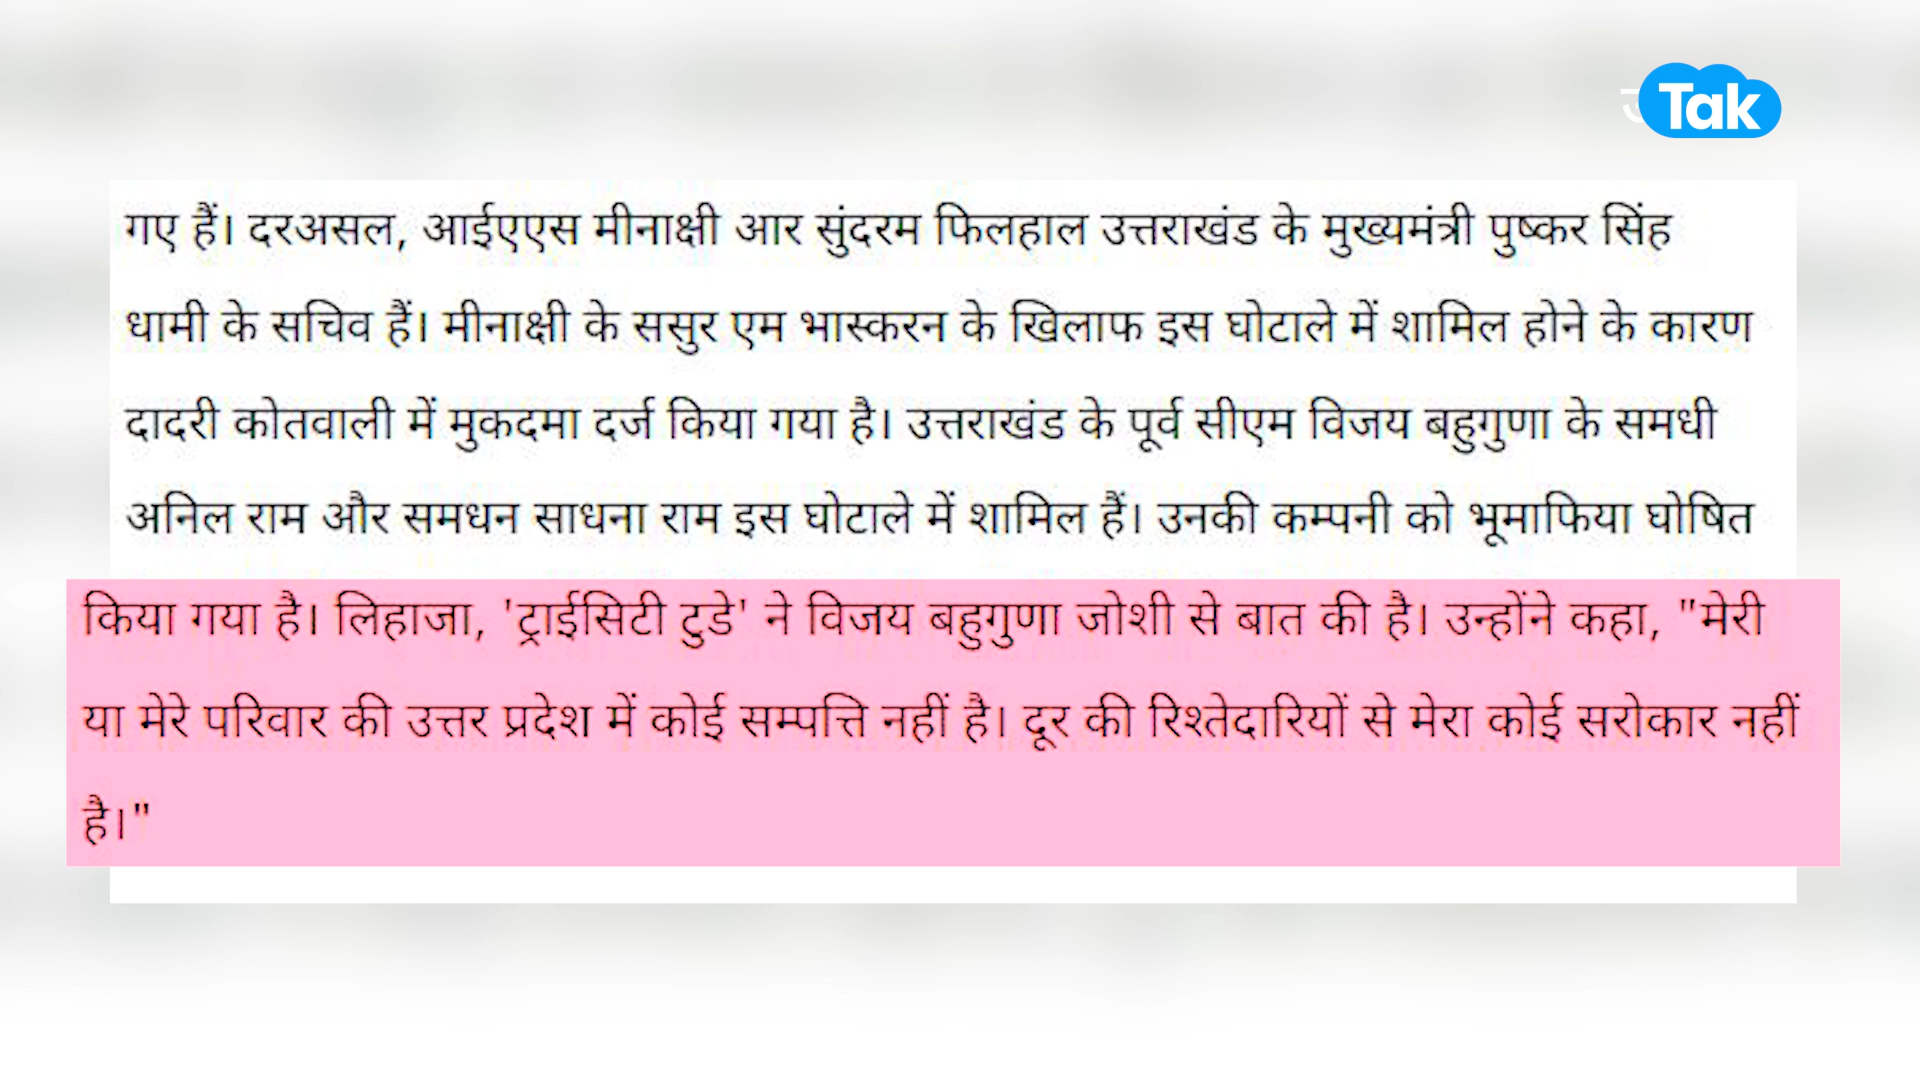 Tak
गए हैं। दरअसल, आईएएस मीनाक्षी आर सुंदरम फिलहाल उत्तराखंड के मुख्यमंत्री पुष्कर सिंह
धामी के सचिव हैं। मीनाक्षी के ससुर एम भास्करन के खिलाफ इस घोटाले में शामिल होने के कारण
दादरी कोतवाली में मुकदमा दर्ज किया गया है। उत्तराखंड के पूर्व सीएम विजय बहुगुणा के समधी
अनिल राम और समधन साधना राम इस घोटाले में शामिल हैं। उनकी कम्पनी को भूमाफिया घोषित
किया गया है। लिहाजा, 'ट्राईसिटी टुडे' ने विजय बहुगुणा जोशी से बात की है। उन्होंने कहा, "मेरी
या मेरे परिवार की उत्तर प्रदेश में कोई सम्पत्ति नहीं है। दूर की रिश्तेदारियों से मेरा कोई सरोकार नहीं
है।"